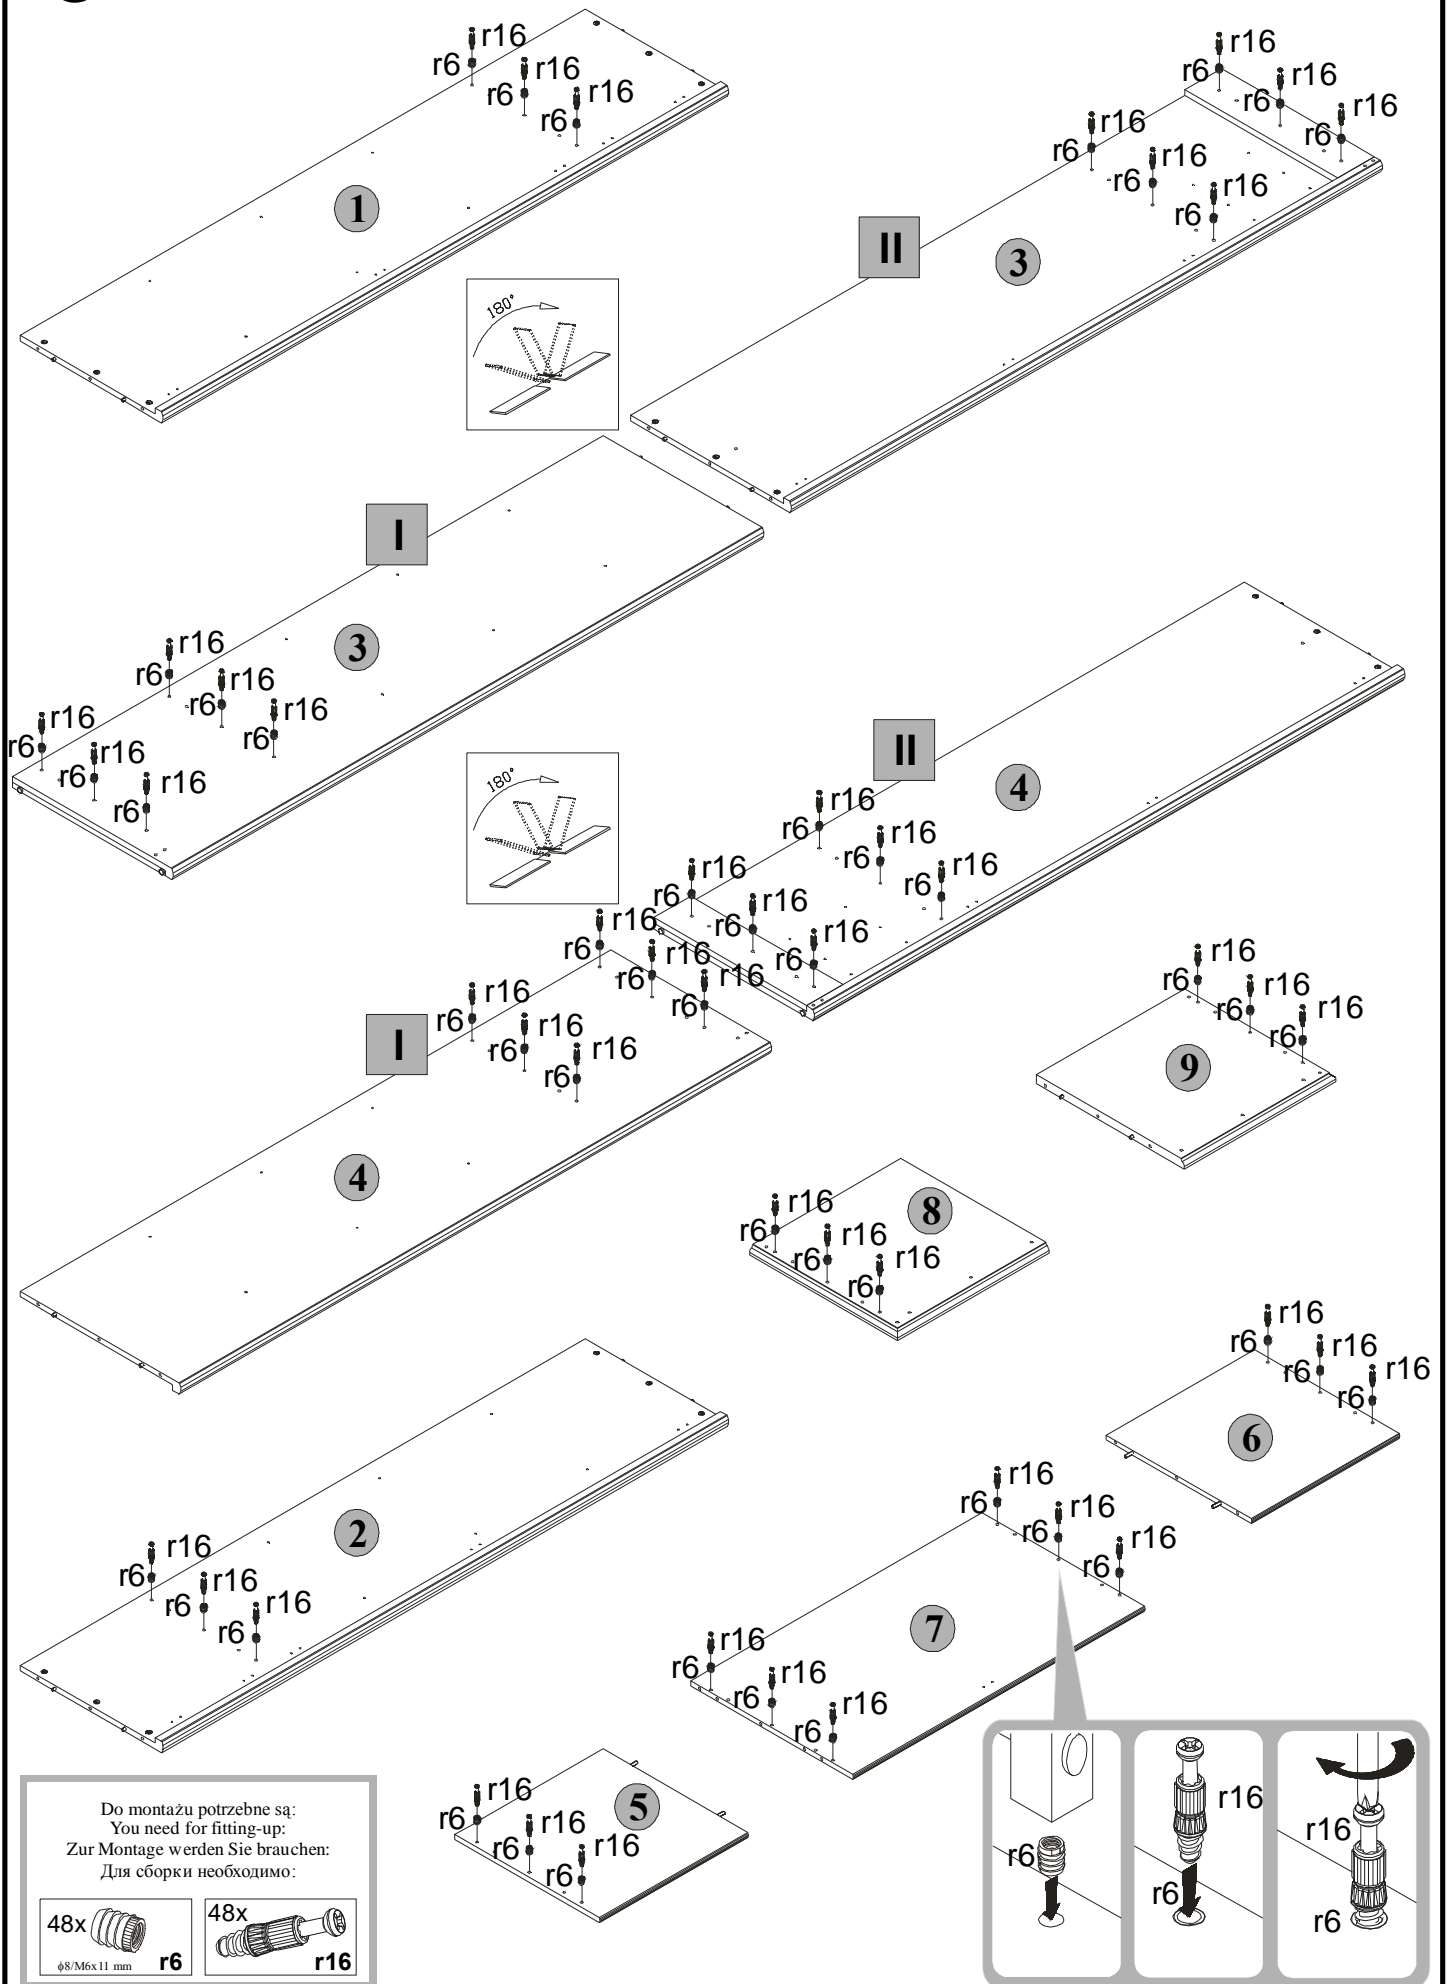 r16
r6
r16
r6
r16
r6
1
r16
r6
r16
r6
r16
r6
r16
r6
r16
r6
r16
r6
II
3
180°
I
3
r16
r6
r16
r6
r16
r6
r16
r6
r16
r6
r16
r6
180°
II
4
r16
r6
r16
r6
r16
r6
r16
r6
r16
r6
r16
r6
I
4
r16
r6
r16
r6
r16
r6
r16
r6
r16
r6
r16
r6
9
r16
r6
r16
r6
r16
r6
8
r16
r6
r16
r6
r16
r6
6
r16
r6
r16
r6
r16
r6
2
r16
r6
r16
r6
r16
r6
7
r16
r6
r16
r6
r16
r6
r16
r6
r16
r6
r16
r6
5
r16
r6
r16
r6
r16
r6
r6
r16
r6
r16
r6
Do montażu potrzebne są:
You need for fitting-up:
Zur Montage werden Sie brauchen:
Для сборки необходимо:
48x
ϕ8/M6x11 mm r6
48x
r16